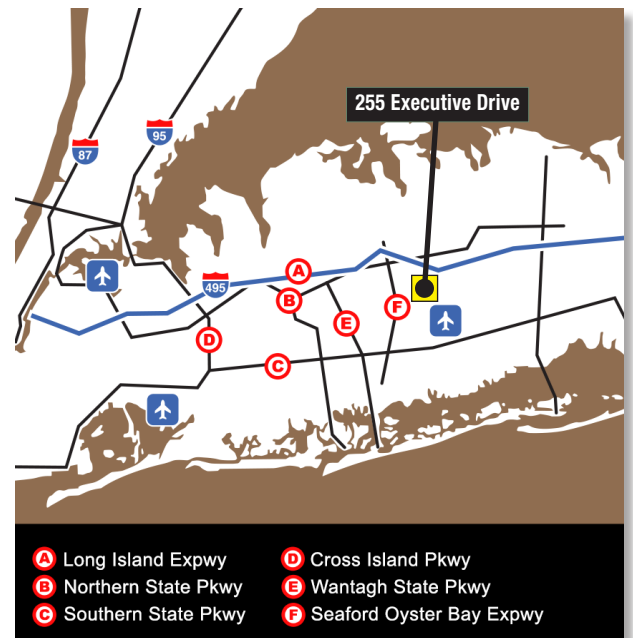 255 Executive Drive
95
87
A
495
B
F
E
D
C
A Long Island Expwy
B Northern State Pkwy
C Southern State Pkwy
D Cross Island Pkwy
E Wantagh State Pkwy
F Seaford Oyster Bay Expwy